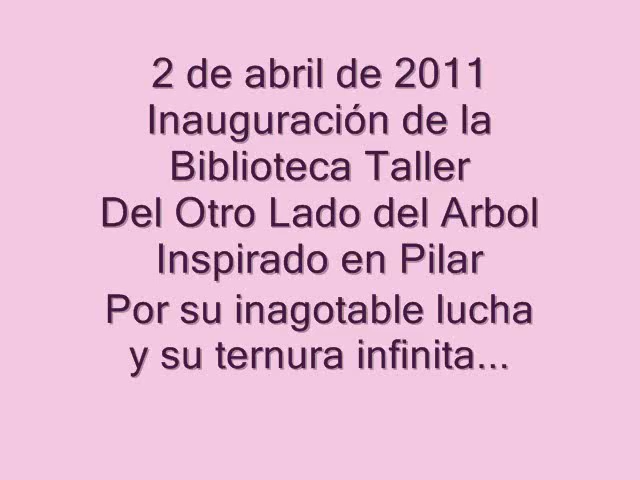 2 de abril de 2011
Inauguración de la
Biblioteca Taller
Del Otro Lado del Arbol
Inspirado en Pilar
Por su inagotable lucha
y su ternura infinita...